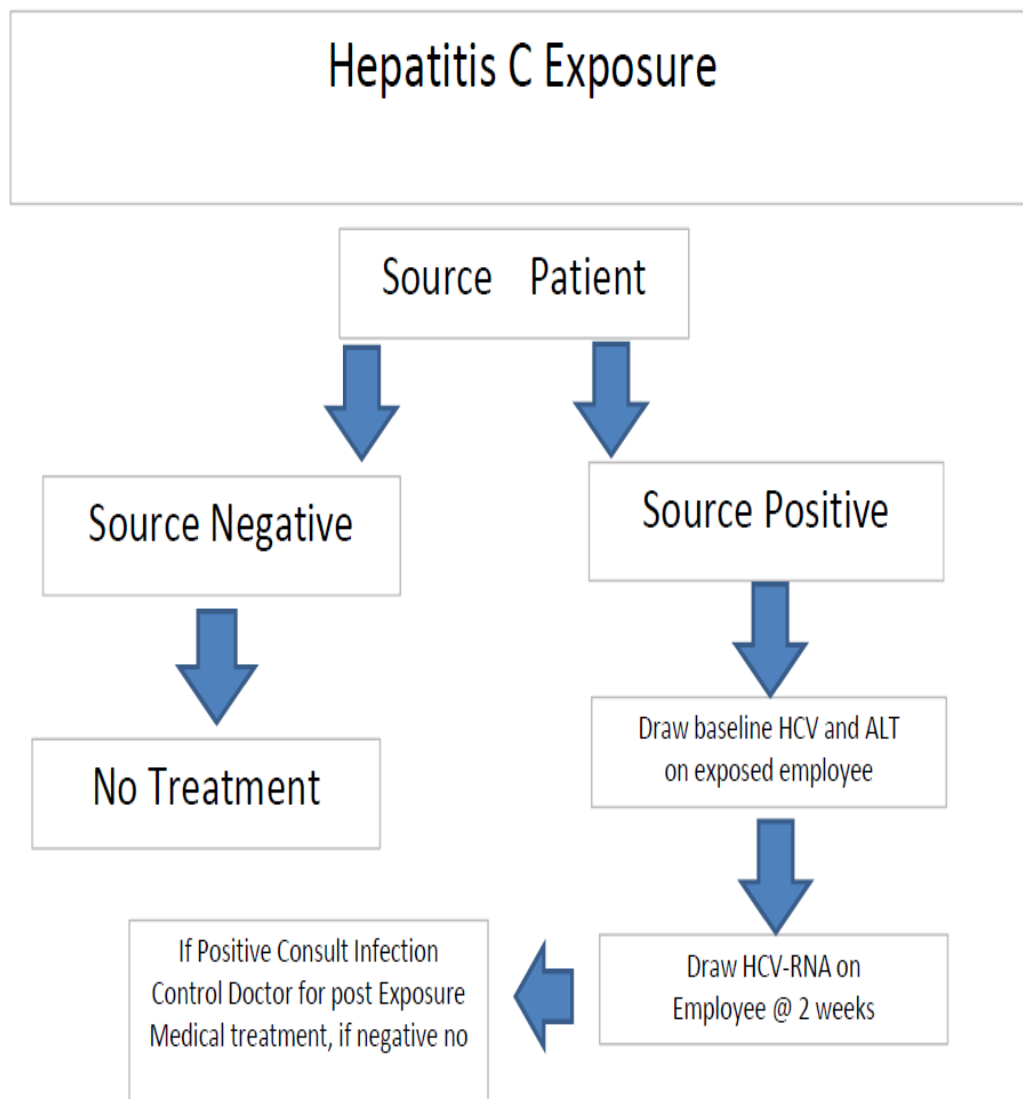 Hepatitis C Exposure
Source Patient
Source Negative
Source Positive
No Treatment
Draw baseline HCV and ALT
on exposed employee
Draw HCV-RNA on
Employee @ 2 weeks
If Positive Consult Infection
Control Doctor for post Exposure
Medical treatment, if negative no